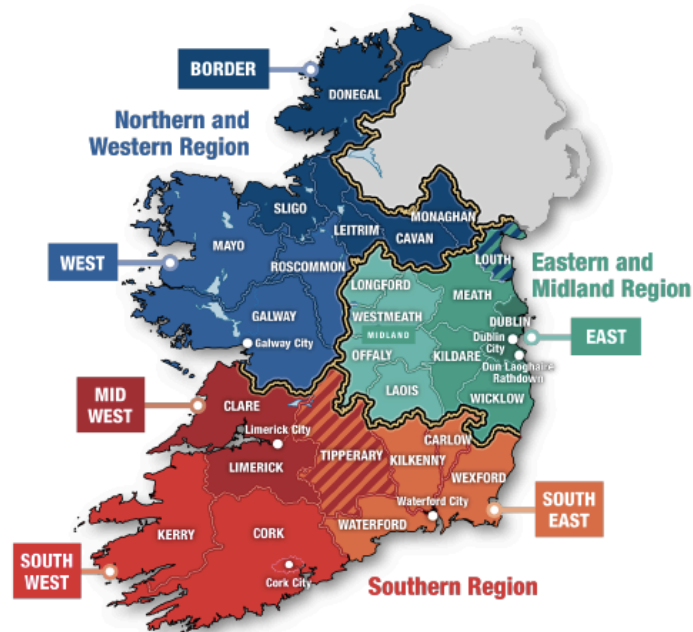 BORDER
DONEGAL
Northern and
Western Region
MONAGHAN
SLIGO
LEITRIM
CAVAN
MAYO
WEST
ROSCOMMON
LOUTH
Eastern and
Midland Region
LONGFORD
MEATH
GALWAY
WESTMEATH
DUBLIN
MIDLAND
Dublin
City
EAST
Galway City
OFFALY
KILDARE
Dun Laoghaire
Rathdown
LAOIS
WICKLOW
MID
WEST
CLARE
Limerick City
CARLOW
TIPPERARY
KILKENNY
LIMERICK
WEXFORD
SOUTH
EAST
Waterford City
WATERFORD
KERRY
CORK
SOUTH
WEST
Cork City
Southern Region